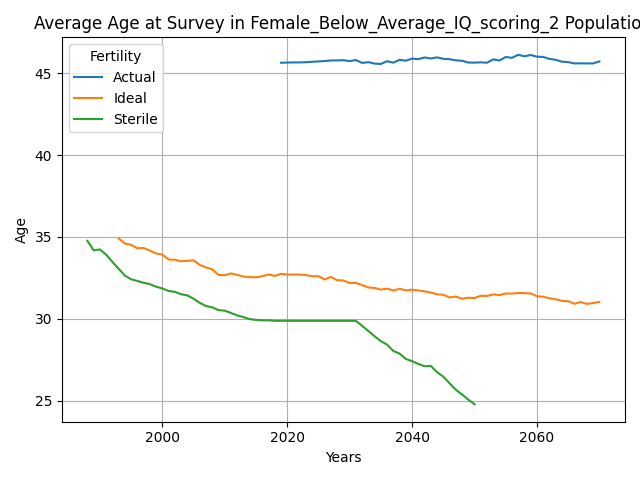 Average Age at Survey in Female_Below_Average_IQ_scoring_2 Populatio
Fertility
Actual
Ideal
Sterile
Age
45
40
35
30
25
2000 2020 2040 2060
Years